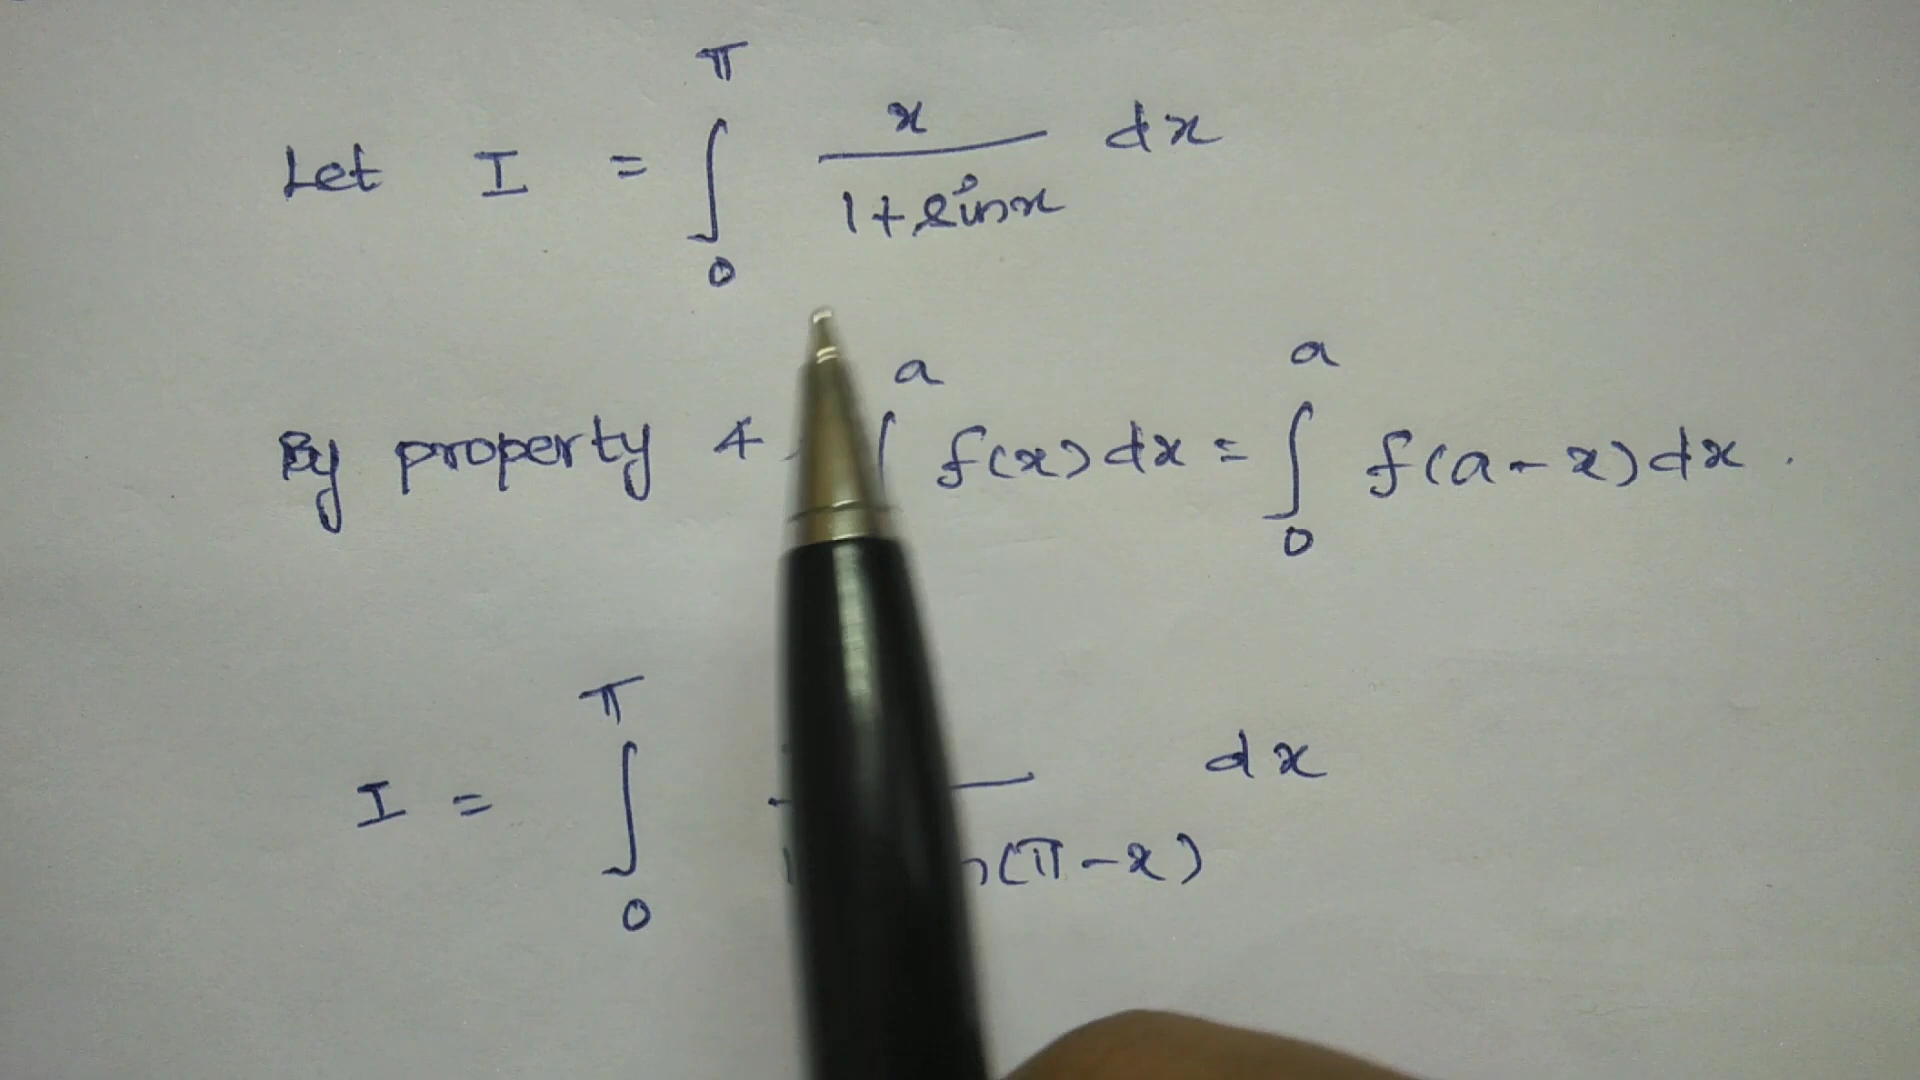 Let I = ∫₀^π x/(1+sinx) dx
By property 4 ∫^a f(x)dx = ∫₀^a f(a-x)dx.
I = ∫₀^π (π-x) dx